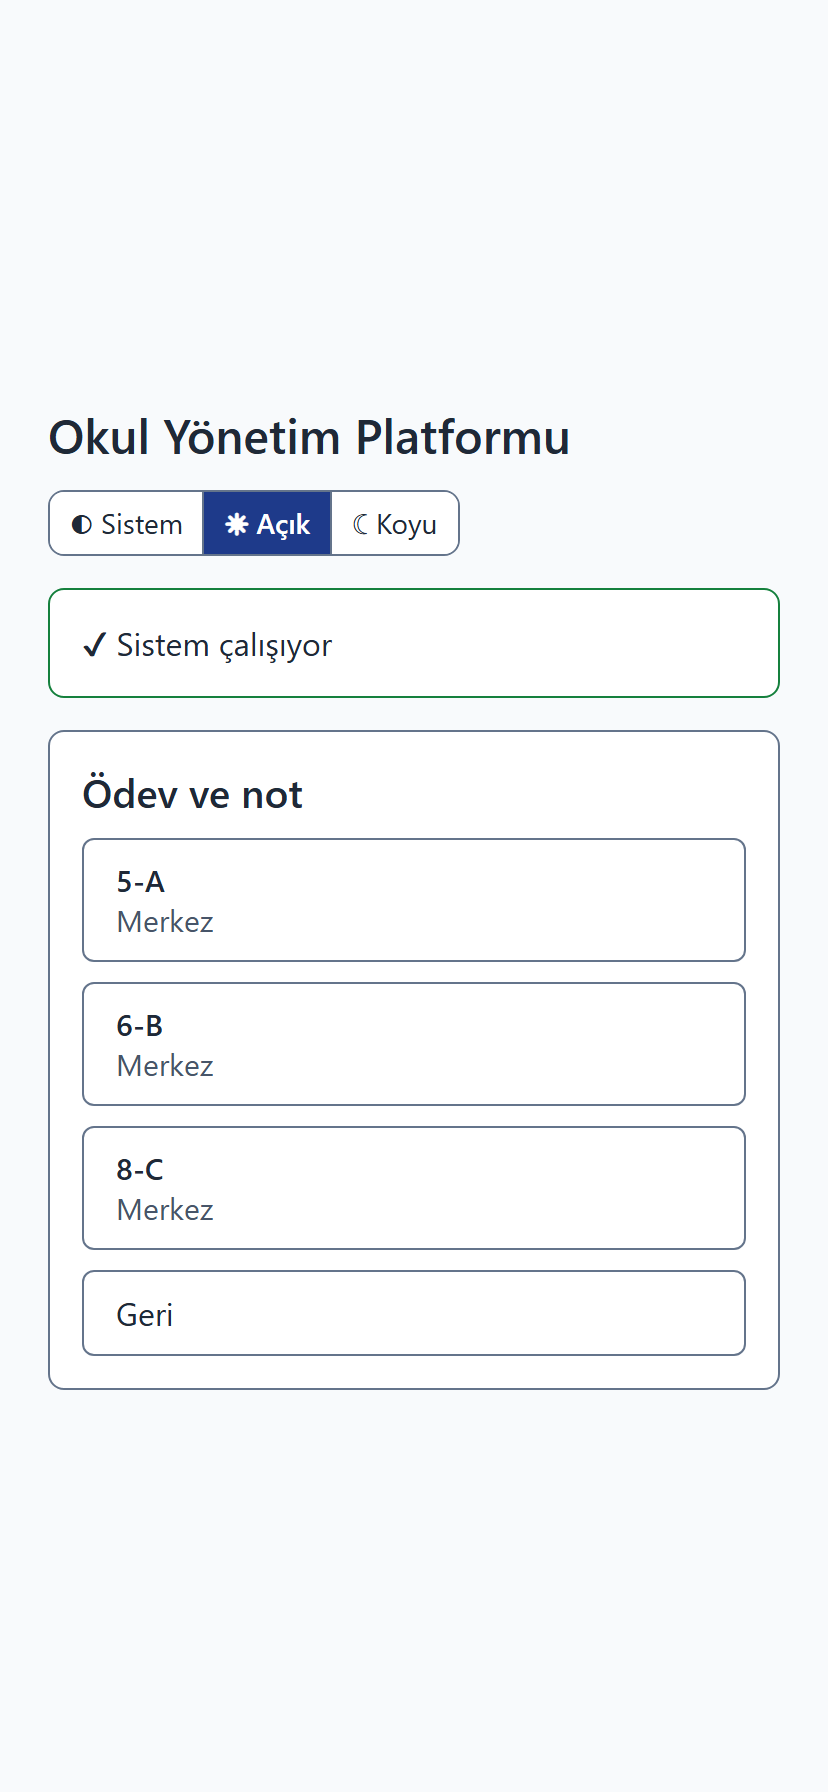 Okul Yönetim Platformu
◐ Sistem ✱ Açık ☾ Koyu
✓ Sistem çalışıyor
Ödev ve not
5-A
Merkez
6-B
Merkez
8-C
Merkez
Geri